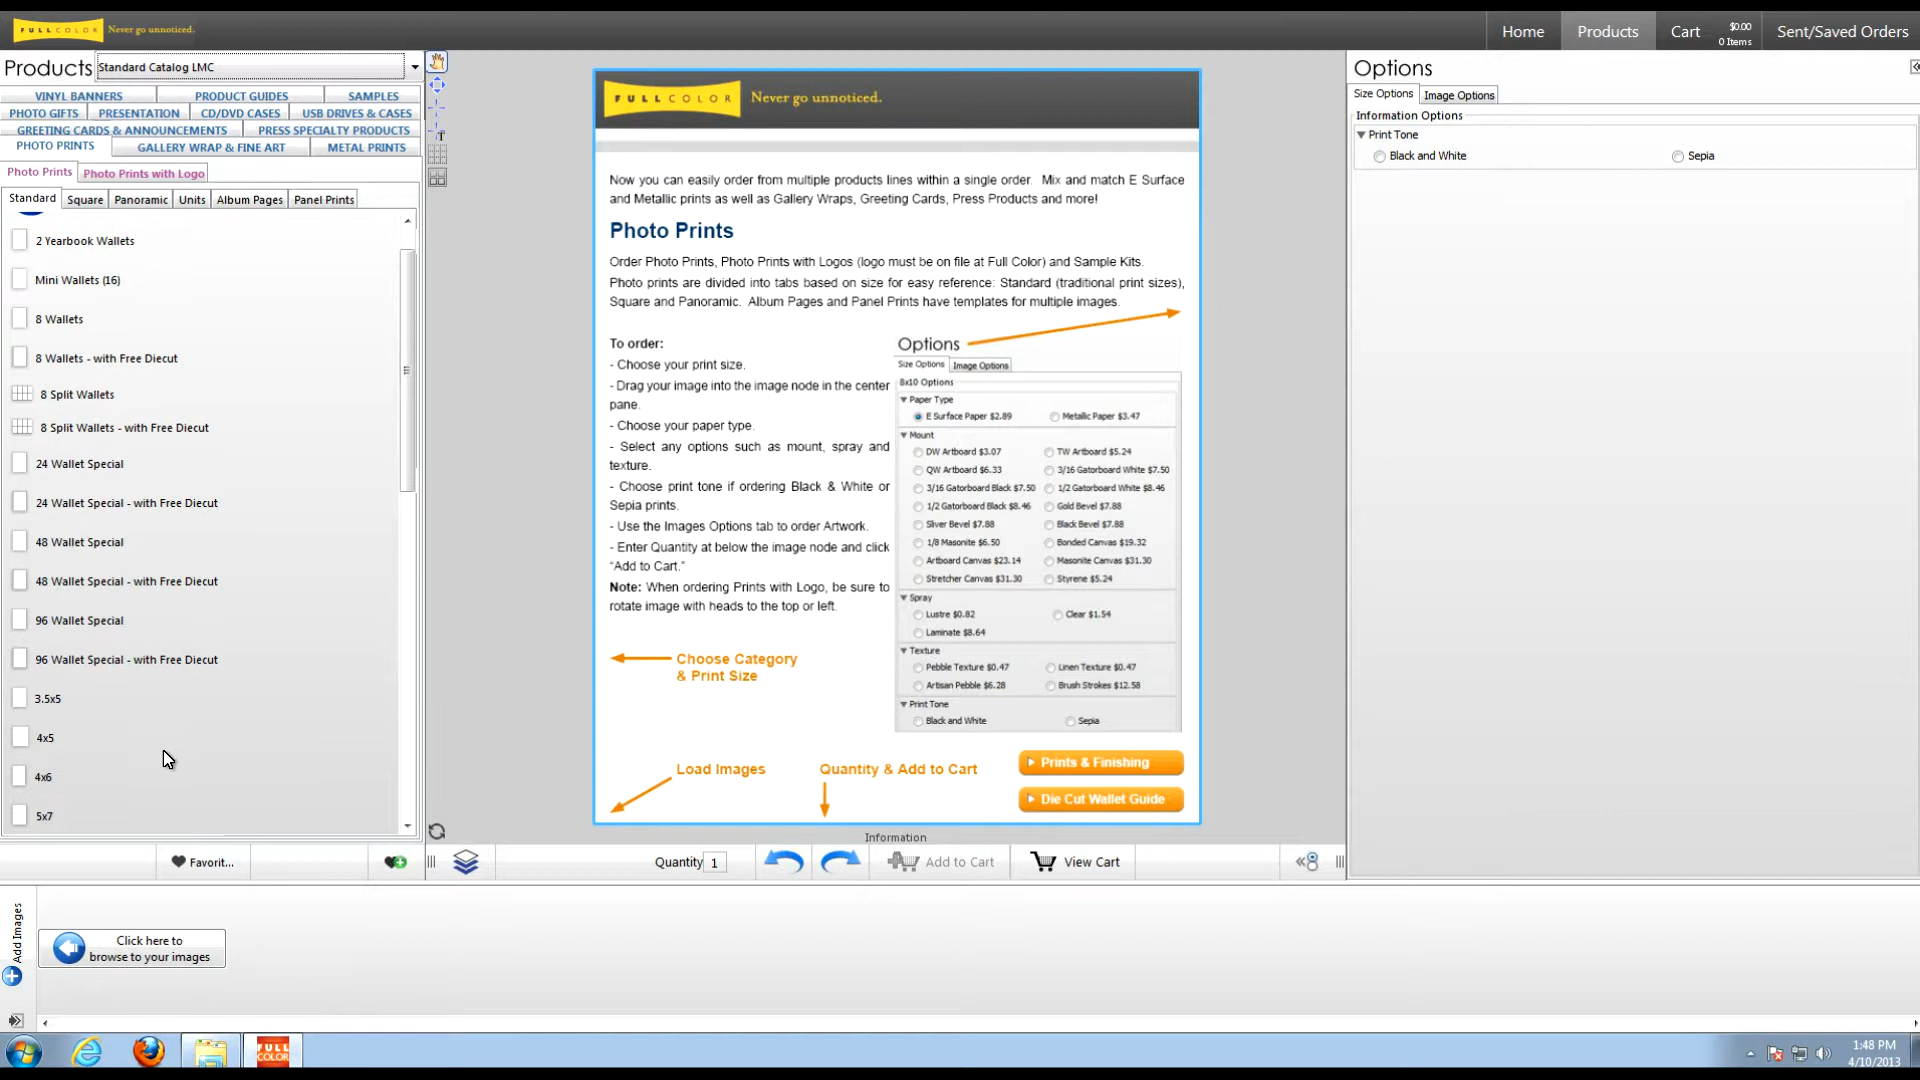 FULLCOLOR Never go unnoticed.
Home
Products
Cart
$0.00
0 Items
Sent/Saved Orders
Products
Standard Catalog LMC
VINYL BANNERS
PRODUCT GUIDES
SAMPLES
PHOTO GIFTS
PRESENTATION
CD/DVD CASES
USB DRIVES & CASES
GREETING CARDS & ANNOUNCEMENTS
PRESS SPECIALTY PRODUCTS
PHOTO PRINTS
GALLERY WRAP & FINE ART
METAL PRINTS
Photo Prints
Photo Prints with Logo
Standard
Square
Panoramic
Units
Album Pages
Panel Prints
2 Yearbook Wallets
Mini Wallets (16)
8 Wallets
8 Wallets - with Free Diecut
8 Split Wallets
8 Split Wallets - with Free Diecut
24 Wallet Special
24 Wallet Special - with Free Diecut
48 Wallet Special
48 Wallet Special - with Free Diecut
96 Wallet Special
96 Wallet Special - with Free Diecut
3.5x5
4x5
4x6
5x7
Favorit...
FULLCOLOR Never go unnoticed.
Now you can easily order from multiple products lines within a single order. Mix and match E Surface
and Metallic prints as well as Gallery Wraps, Greeting Cards, Press Products and more!
Photo Prints
Order Photo Prints, Photo Prints with Logos (logo must be on file at Full Color) and Sample Kits.
Photo prints are divided into tabs based on size for easy reference: Standard (traditional print sizes),
Square and Panoramic. Album Pages and Panel Prints have templates for multiple images.
To order:
- Choose your print size.
- Drag your image into the image node in the center
pane.
- Choose your paper type.
- Select any options such as mount, spray and
texture.
- Choose print tone if ordering Black & White or
Sepia prints.
- Use the Images Options tab to order Artwork.
- Enter Quantity at below the image node and click
"Add to Cart."
Note: When ordering Prints with Logo, be sure to
rotate image with heads to the top or left.
Options
Size Options
Image Options
8x10 Options
Paper Type
E Surface Paper $2.89
Metallic Paper $3.47
Mount
DW Artboard $3.07
TW Artboard $5.24
QW Artboard $6.33
3/16 Gatorboard White $7.50
3/16 Gatorboard Black $7.50
1/2 Gatorboard White $8.46
1/2 Gatorboard Black $8.46
Gold Bevel $7.88
Sliver Bevel $7.88
Black Bevel $7.88
1/8 Masonite $6.50
Bonded Canvas $19.32
Artboard Canvas $23.14
Masonite Canvas $31.30
Stretcher Canvas $31.30
Styrene $5.24
Spray
Lustre $0.82
Clear $1.54
Laminate $8.64
Texture
Pebble Texture $0.47
Linen Texture $0.47
Artisan Pebble $6.28
Brush Strokes $12.58
Print Tone
Black and White
Sepia
Choose Category
& Print Size
Load Images
Quantity & Add to Cart
Prints & Finishing
Die Cut Wallet Guide
Information
Quantity 1
Add to Cart
View Cart
Options
Size Options
Image Options
Information Options
Print Tone
Black and White
Sepia
Add Images
Click here to
browse to your images
FULL
COLOR
1:48 PM
4/10/2013